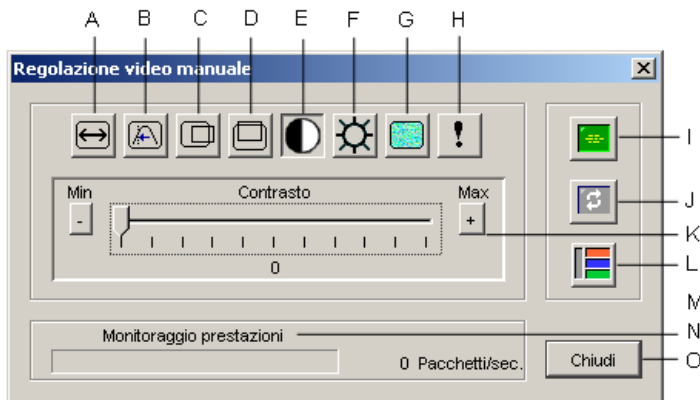 A B C D E F G H
Regolazione video manuale
I
Min Contrasto Max
J
- +
K
0
L
M
Monitoraggio prestazioni
N
0 Pacchetti/sec. Chiudi
O